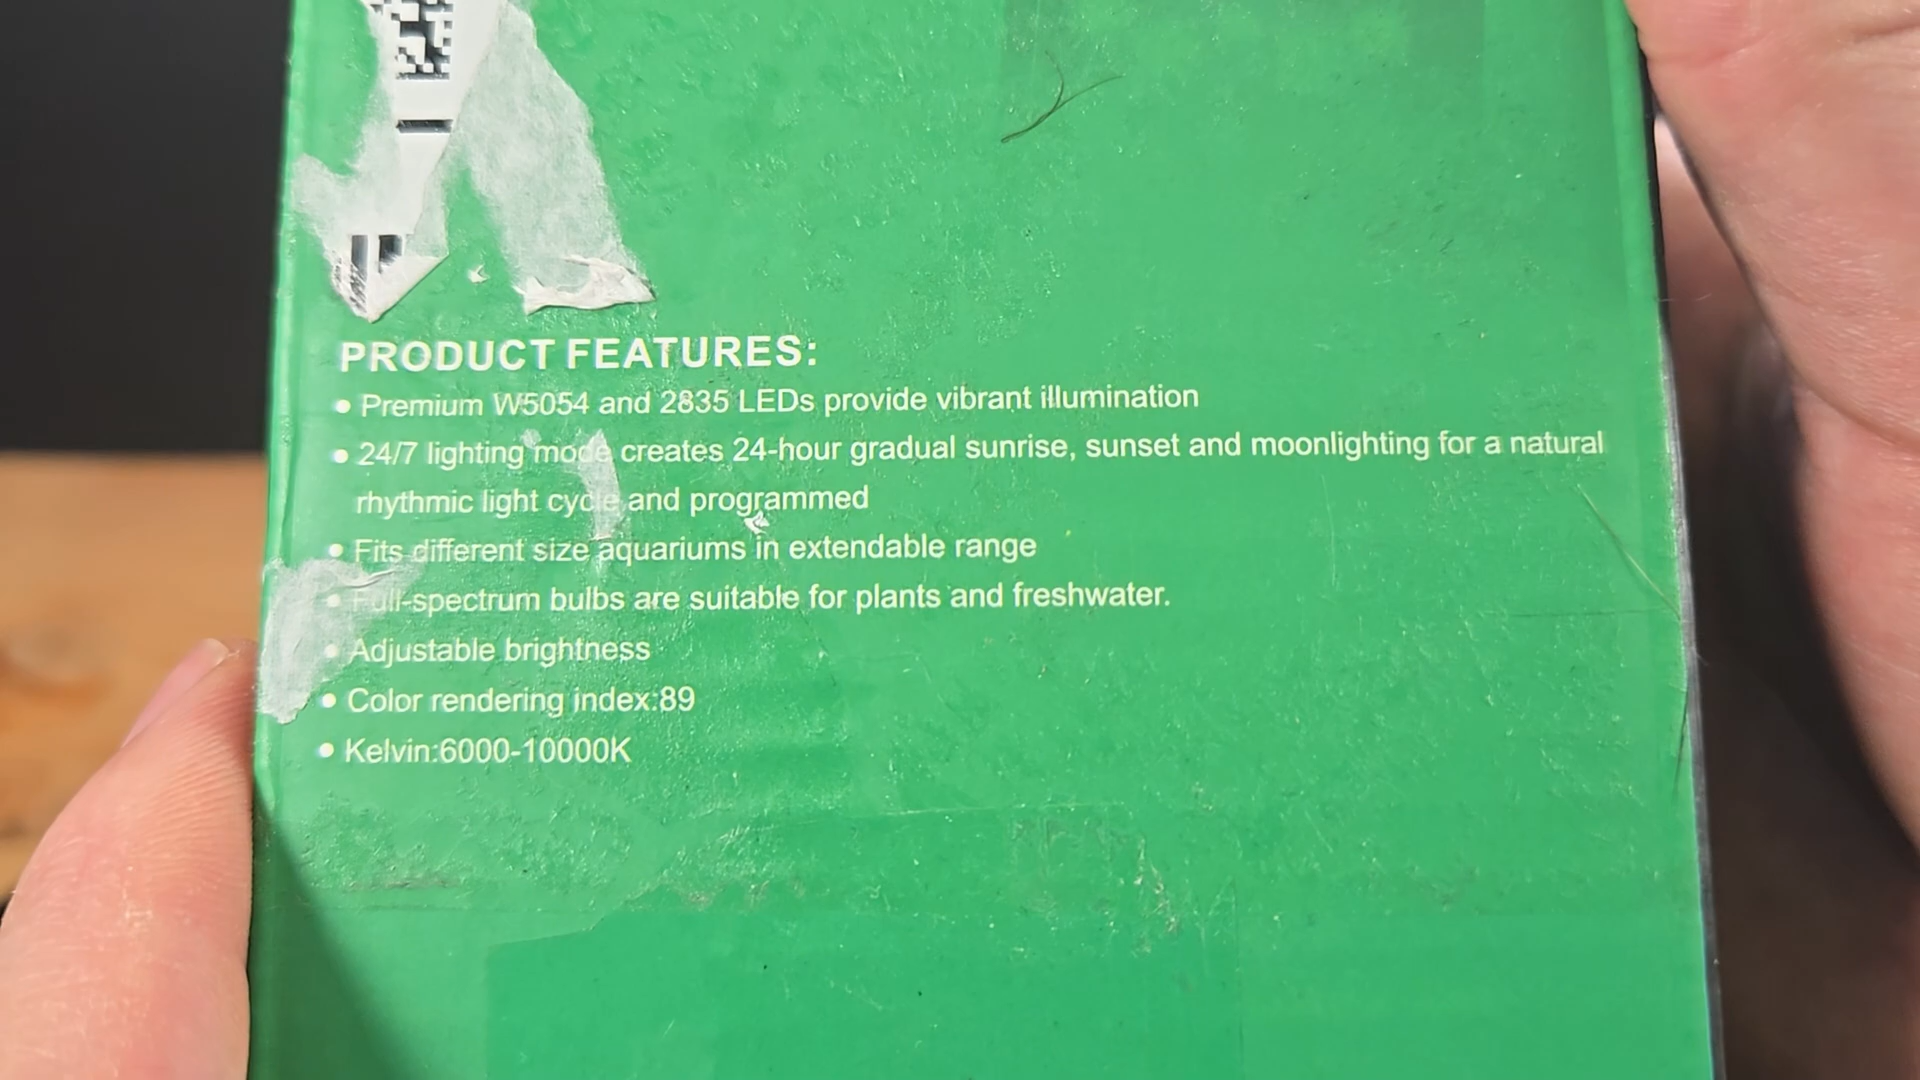 PRODUCT FEATURES:
• Premium W5054 and 2835 LEDs provide vibrant illumination
• 24/7 lighting mode creates 24-hour gradual sunrise, sunset and moonlighting for a natural
rhythmic light cycle and programmed
• Fits different size aquariums in extendable range
• Full-spectrum bulbs are suitable for plants and freshwater.
• Adjustable brightness
• Color rendering index:89
• Kelvin:6000-10000K